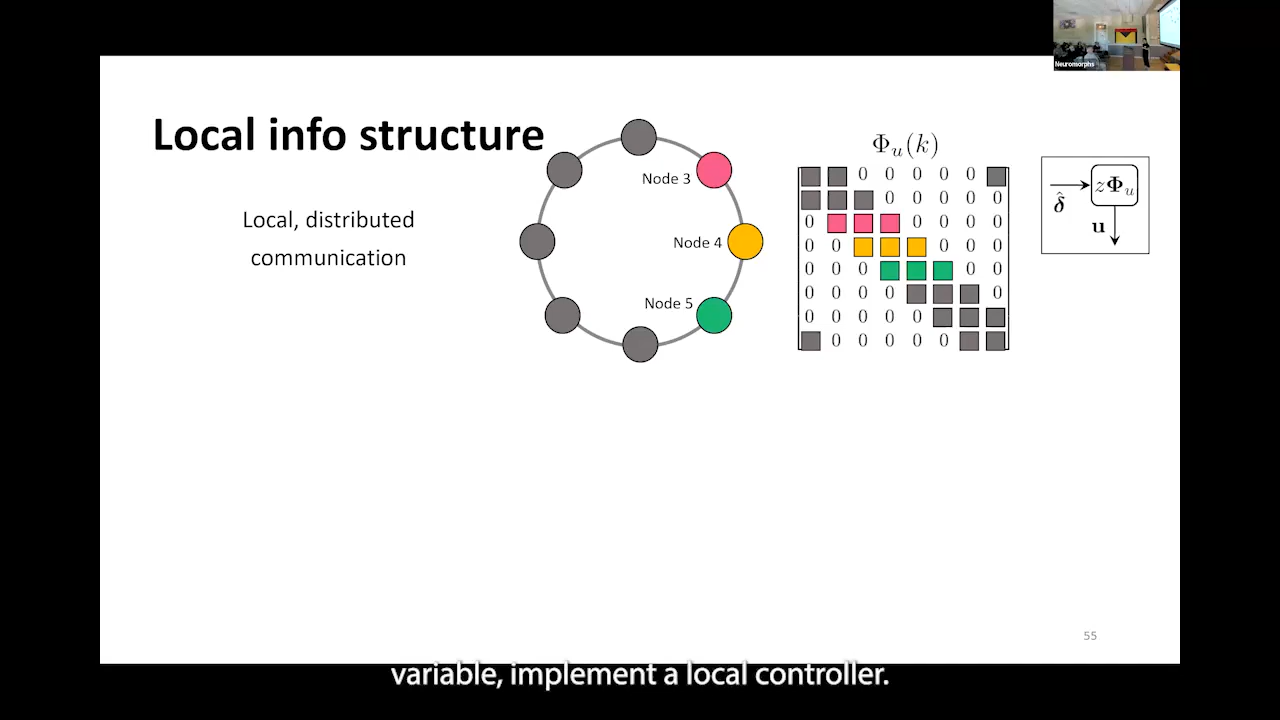 Neuromorphs
Local info structure
Local, distributed
communication
Node 3
Node 4
Node 5
Φ_u(k)
0 0 0 0 0
0 0 0 0 0
0 0 0 0 0
0 0 0 0 0
0 0 0 0 0
0 0 0 0 0
0 0 0 0 0
0 0 0 0 0
zΦ_u
δ̂
u
55
variable, implement a local controller.